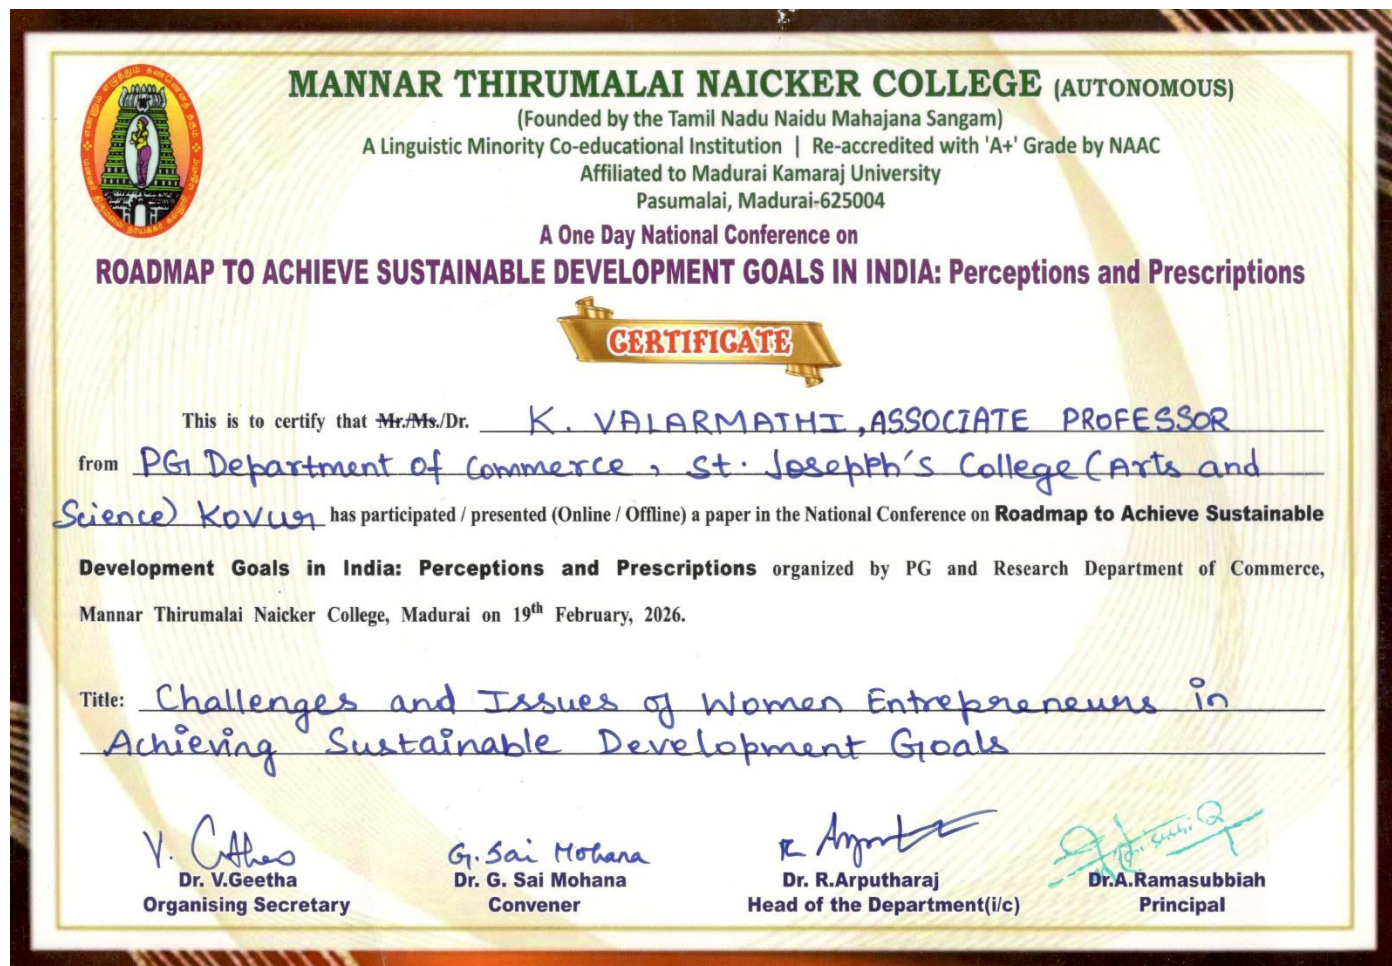 MANNAR THIRUMALAI NAICKER COLLEGE (AUTONOMOUS)
(Founded by the Tamil Nadu Naidu Mahajana Sangam)
A Linguistic Minority Co-educational Institution | Re-accredited with 'A+' Grade by NAAC
Affiliated to Madurai Kamaraj University
Pasumalai, Madurai-625004
A One Day National Conference on
ROADMAP TO ACHIEVE SUSTAINABLE DEVELOPMENT GOALS IN INDIA: Perceptions and Prescriptions
CERTIFICATE
This is to certify that Mr./Ms./Dr. K. VALARMATHI, ASSOCIATE PROFESSOR
from PG Department of Commerce, St. Josepph's College (Arts and
Science) Kovur has participated / presented (Online / Offline) a paper in the National Conference on Roadmap to Achieve Sustainable
Development Goals in India: Perceptions and Prescriptions organized by PG and Research Department of Commerce,
Mannar Thirumalai Naicker College, Madurai on 19th February, 2026.
Title: Challenges and Issues of Women Entrepreneurs in
Achieving Sustainable Development Goals
G. Sai Mohana
Dr. V.Geetha Dr. G. Sai Mohana Dr. R.Arputharaj Dr.A.Ramasubbiah
Organising Secretary Convener Head of the Department(i/c) Principal